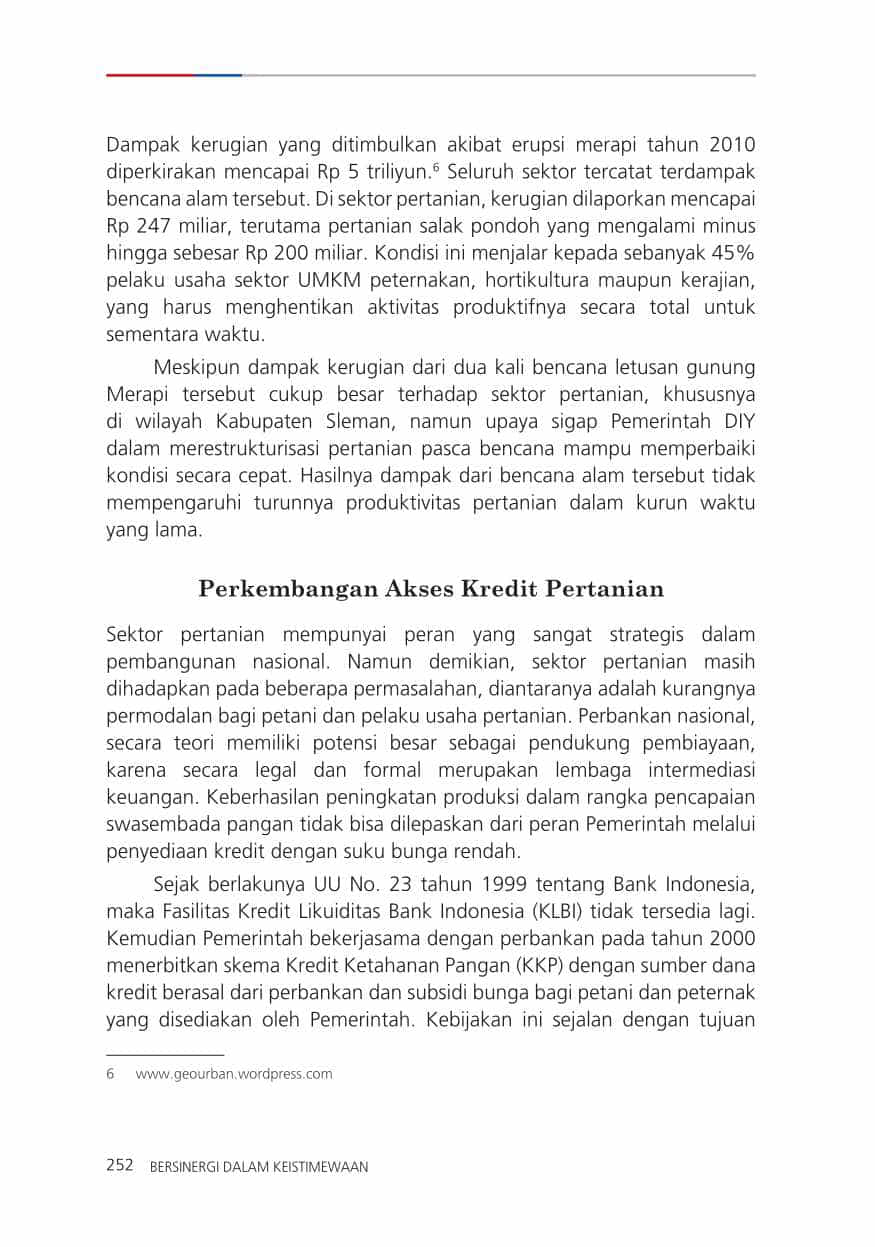 Dampak kerugian yang ditimbulkan akibat erupsi merapi tahun 2010
diperkirakan mencapai Rp 5 triliyun.6 Seluruh sektor tercatat terdampak
bencana alam tersebut. Di sektor pertanian, kerugian dilaporkan mencapai
Rp 247 miliar, terutama pertanian salak pondoh yang mengalami minus
hingga sebesar Rp 200 miliar. Kondisi ini menjalar kepada sebanyak 45%
pelaku usaha sektor UMKM peternakan, hortikultura maupun kerajian,
yang harus menghentikan aktivitas produktifnya secara total untuk
sementara waktu.
Meskipun dampak kerugian dari dua kali bencana letusan gunung
Merapi tersebut cukup besar terhadap sektor pertanian, khususnya
di wilayah Kabupaten Sleman, namun upaya sigap Pemerintah DIY
dalam merestrukturisasi pertanian pasca bencana mampu memperbaiki
kondisi secara cepat. Hasilnya dampak dari bencana alam tersebut tidak
mempengaruhi turunnya produktivitas pertanian dalam kurun waktu
yang lama.
Perkembangan Akses Kredit Pertanian
Sektor pertanian mempunyai peran yang sangat strategis dalam
pembangunan nasional. Namun demikian, sektor pertanian masih
dihadapkan pada beberapa permasalahan, diantaranya adalah kurangnya
permodalan bagi petani dan pelaku usaha pertanian. Perbankan nasional,
secara teori memiliki potensi besar sebagai pendukung pembiayaan,
karena secara legal dan formal merupakan lembaga intermediasi
keuangan. Keberhasilan peningkatan produksi dalam rangka pencapaian
swasembada pangan tidak bisa dilepaskan dari peran Pemerintah melalui
penyediaan kredit dengan suku bunga rendah.
Sejak berlakunya UU No. 23 tahun 1999 tentang Bank Indonesia,
maka Fasilitas Kredit Likuiditas Bank Indonesia (KLBI) tidak tersedia lagi.
Kemudian Pemerintah bekerjasama dengan perbankan pada tahun 2000
menerbitkan skema Kredit Ketahanan Pangan (KKP) dengan sumber dana
kredit berasal dari perbankan dan subsidi bunga bagi petani dan peternak
yang disediakan oleh Pemerintah. Kebijakan ini sejalan dengan tujuan
6 www.geourban.wordpress.com
252 BERSINERGI DALAM KEISTIMEWAAN